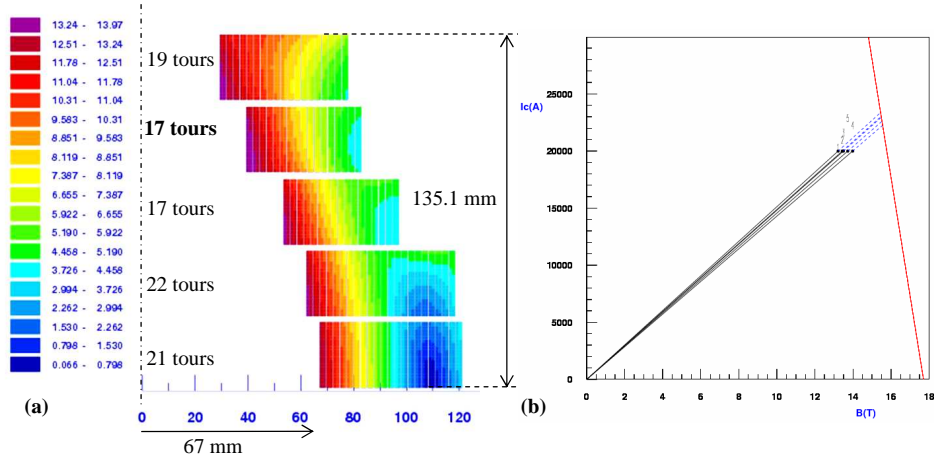 13.24 - 13.97
12.51 - 13.24
11.78 - 12.51
11.04 - 11.78
10.31 - 11.04
9.583 - 10.31
8.851 - 9.583
8.119 - 8.851
7.387 - 8.119
6.655 - 7.387
5.922 - 6.655
5.190 - 5.922
4.458 - 5.190
3.726 - 4.458
2.994 - 3.726
2.262 - 2.994
1.530 - 2.262
0.798 - 1.530
0.066 - 0.798
19 tours
17 tours
17 tours
22 tours
21 tours
135.1 mm
(a)
0 20 40 60 80 100 120
67 mm
Ic(A)
25000
20000
15000
10000
5000
0
0 2 4 6 8 10 12 14 16 18
B(T)
(b)